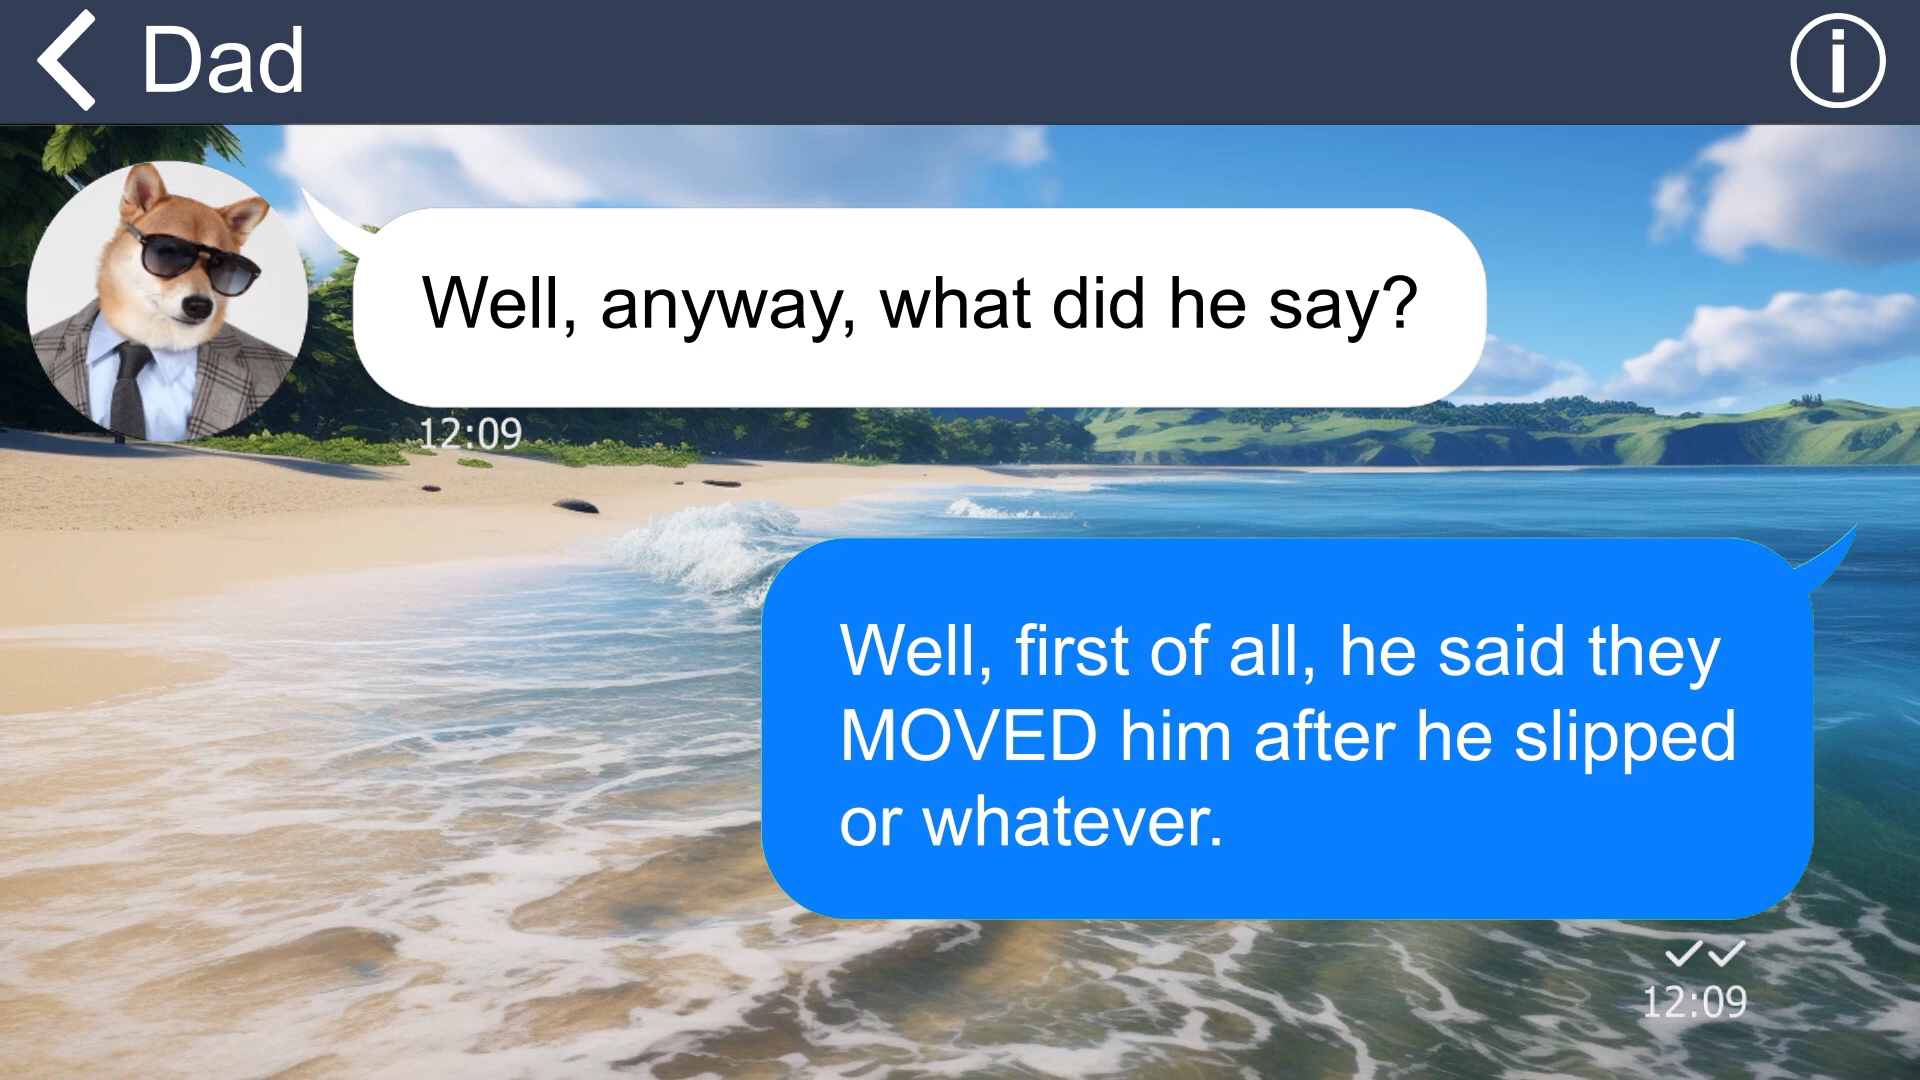 Dad
Well, anyway, what did he say?
12:09
Well, first of all, he said they
MOVED him after he slipped
or whatever.
12:09